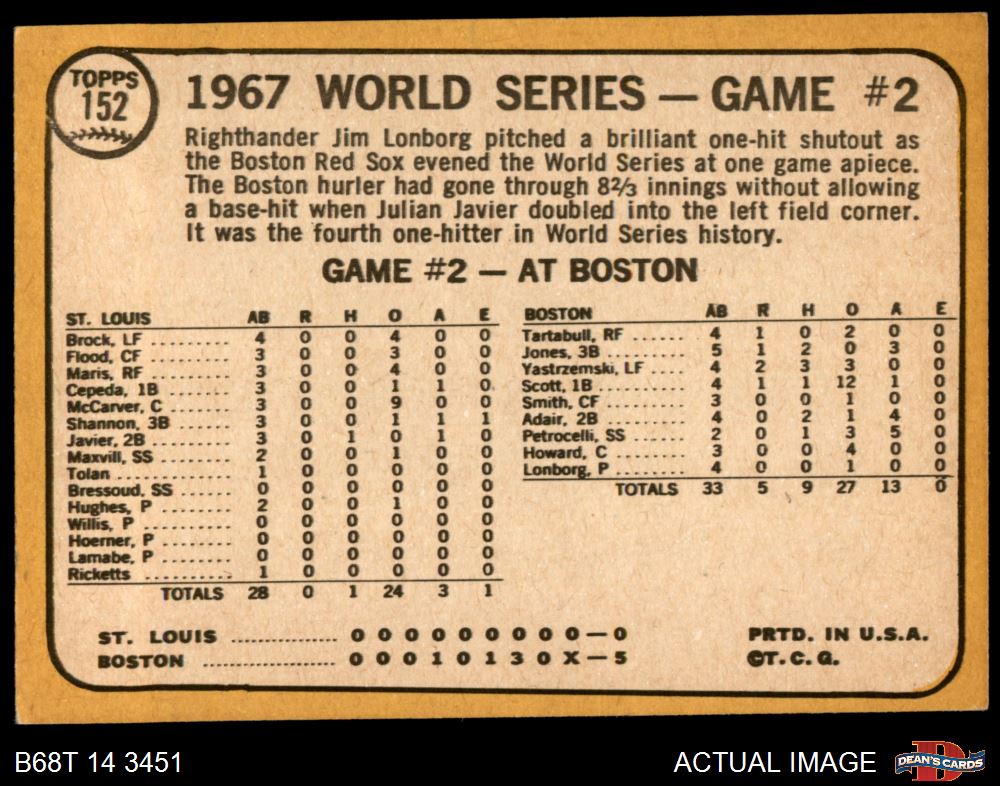 TOPPS
152
1967 WORLD SERIES — GAME #2
Righthander Jim Lonborg pitched a brilliant one-hit shutout as
the Boston Red Sox evened the World Series at one game apiece.
The Boston hurler had gone through 8⅔ innings without allowing
a base-hit when Julian Javier doubled into the left field corner.
It was the fourth one-hitter in World Series history.
GAME #2 — AT BOSTON
ST. LOUIS AB R H O A E
Brock, LF ......... 4 0 0 4 0 0
Flood, CF ......... 3 0 0 3 0 0
Maris, RF ......... 3 0 0 4 0 0
Cepeda, 1B ........ 3 0 0 1 1 0
McCarver, C ....... 3 0 0 9 0 0
Shannon, 3B ....... 3 0 0 1 1 1
Javier, 2B ........ 3 0 1 0 1 0
Maxvill, SS ....... 2 0 0 1 0 0
Tolan ............. 1 0 0 0 0 0
Bressoud, SS ...... 0 0 0 0 0 0
Hughes, P ......... 2 0 0 1 0 0
Willis, P ......... 0 0 0 0 0 0
Hoerner, P ........ 0 0 0 0 0 0
Lamabe, P ......... 0 0 0 0 0 0
Ricketts .......... 1 0 0 0 0 0
TOTALS 28 0 1 24 3 1
BOSTON AB R H O A E
Tartabull, RF ...... 4 1 0 2 0 0
Jones, 3B .......... 5 1 2 0 3 0
Yastrzemski, LF .... 4 2 3 3 0 0
Scott, 1B .......... 4 1 1 12 1 0
Smith, CF .......... 3 0 0 1 0 0
Adair, 2B .......... 4 0 2 1 4 0
Petrocelli, SS ..... 2 0 1 3 5 0
Howard, C .......... 3 0 0 4 0 0
Lonborg, P ......... 4 0 0 1 0 0
TOTALS 33 5 9 27 13 0
ST. LOUIS ................ 0 0 0 0 0 0 0 0 0 — 0
BOSTON .................... 0 0 0 1 0 1 3 0 X — 5
PRTD. IN U.S.A.
©T.C.G.
B68T 14 3451
ACTUAL IMAGE
DEAN'S CARDS